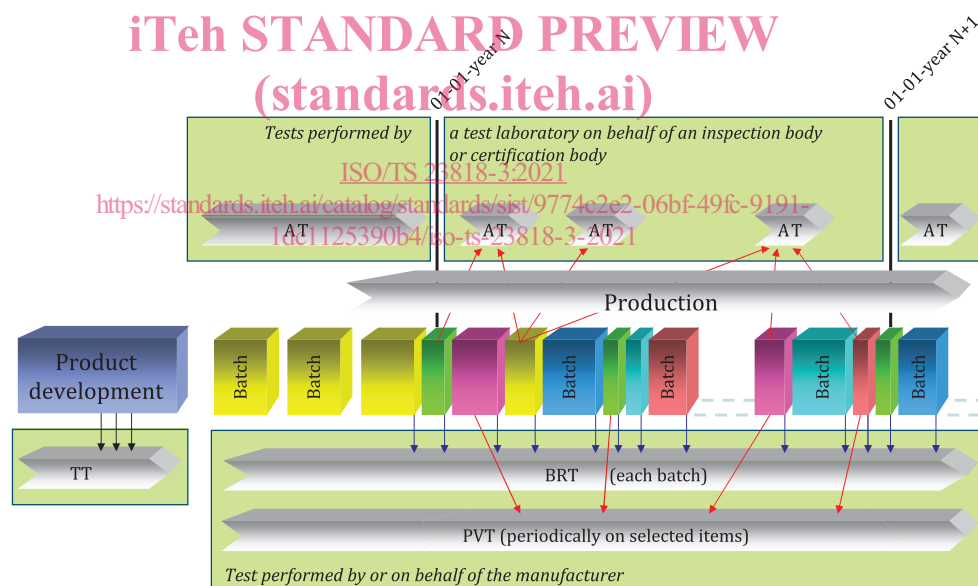 iTeh STANDARD PREVIEW
(standards.iteh.ai)
01-01-year N
01-01-year N+1
Tests performed by
a test laboratory on behalf of an inspection body
or certification body
ISO/TS 23818-3:2021
https://standards.iteh.ai/catalog/standards/sist/9774c2e2-06bf-49fc-9191-
1dc1125390b4/iso-ts-23818-3-2021
AT
AT
AT
AT
AT
Production
Product
development
Batch
Batch
Batch
Batch
Batch
Batch
TT
BRT (each batch)
PVT (periodically on selected items)
Test performed by or on behalf of the manufacturer